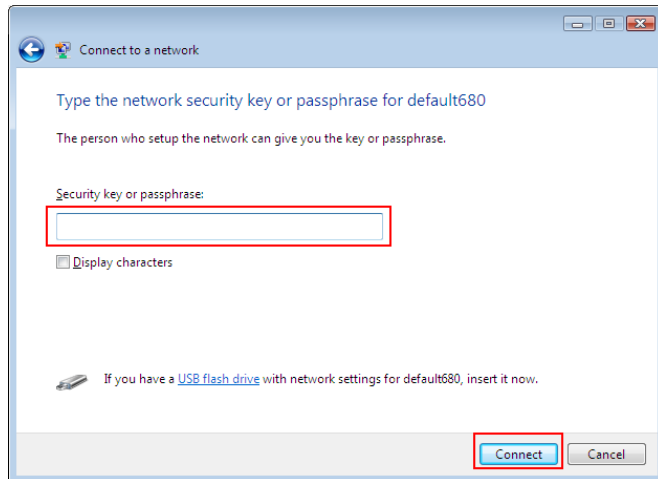 Connect to a network
Type the network security key or passphrase for default680
The person who setup the network can give you the key or passphrase.
Security key or passphrase:
Display characters
If you have a USB flash drive with network settings for default680, insert it now.
Connect Cancel